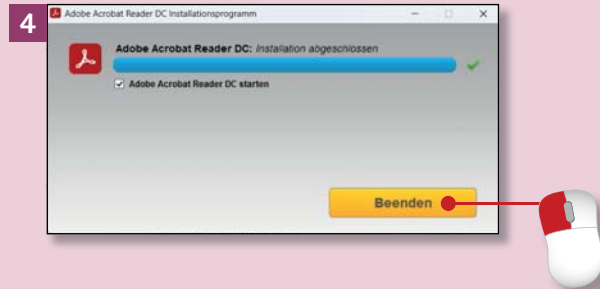 4
Adobe Acrobat Reader DC Installationsprogramm
Adobe Acrobat Reader DC: Installation abgeschlossen
Adobe Acrobat Reader DC starten
Beenden